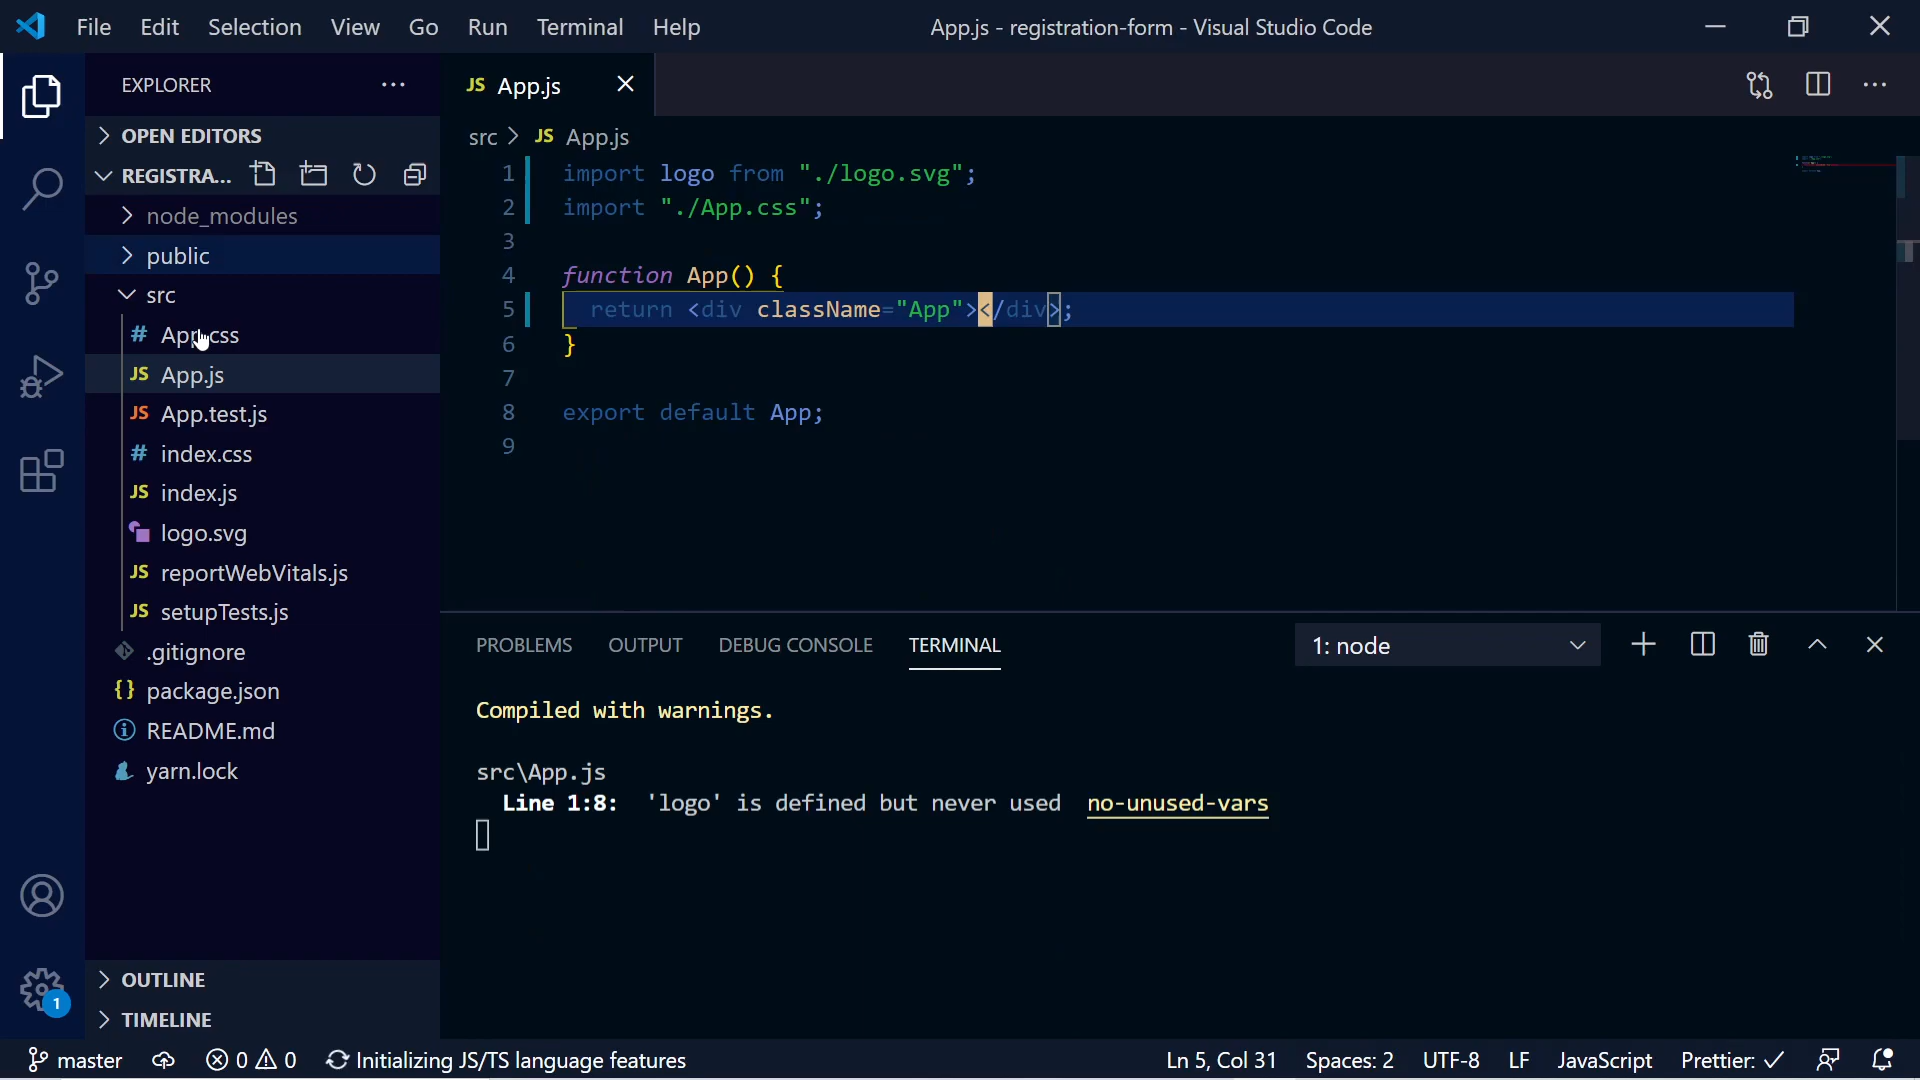 File Edit Selection View Go Run Terminal Help
App.js - registration-form - Visual Studio Code
EXPLORER
OPEN EDITORS
REGISTRA...
node_modules
public
src
# App.css
JS App.js
JS App.test.js
# index.css
JS index.js
logo.svg
JS reportWebVitals.js
JS setupTests.js
.gitignore
{} package.json
README.md
yarn.lock
OUTLINE
TIMELINE
1
JS App.js
src > JS App.js
1 import logo from "./logo.svg";
2 import "./App.css";
3
4 function App() {
5 return <div className="App"></div>;
6 }
7
8 export default App;
9
PROBLEMS OUTPUT DEBUG CONSOLE TERMINAL
1: node
Compiled with warnings.
src\App.js
Line 1:8: 'logo' is defined but never used no-unused-vars
master 0 0 Initializing JS/TS language features
Ln 5, Col 31 Spaces: 2 UTF-8 LF JavaScript Prettier: ✓